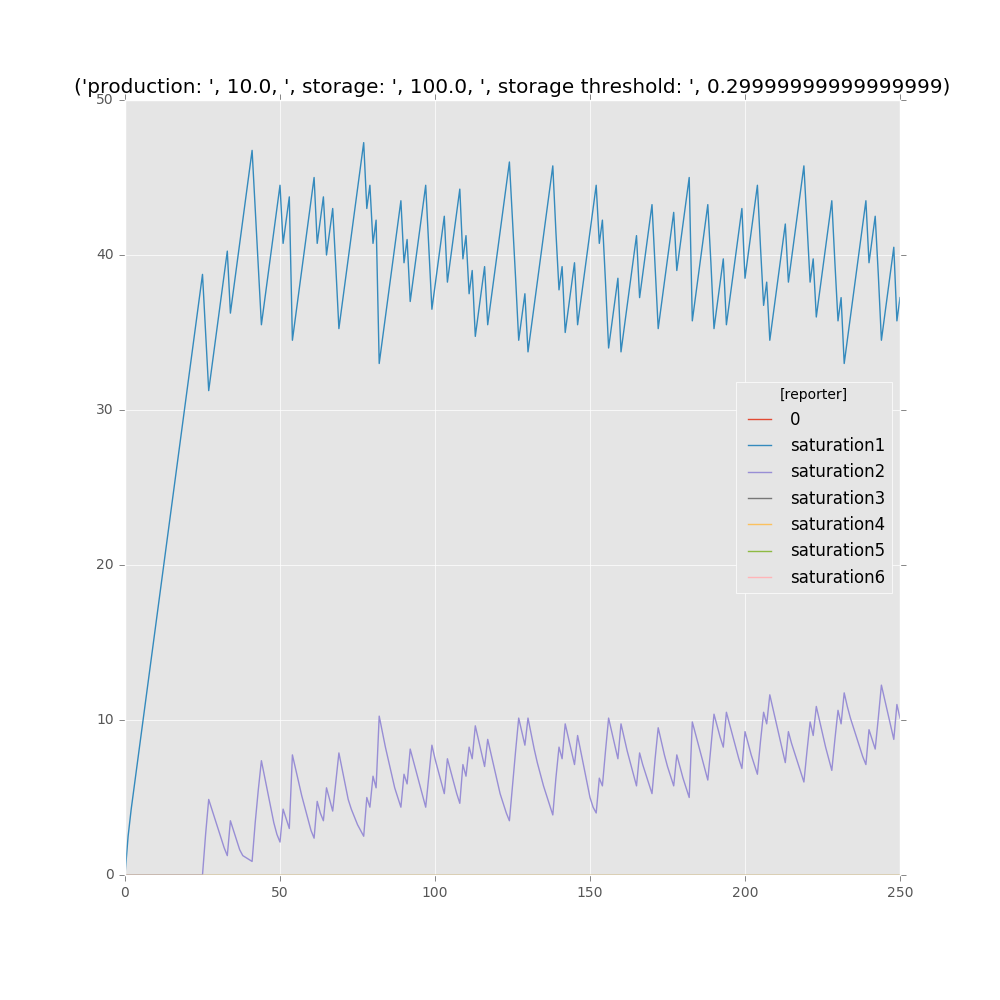 ('production: ', 10.0, ', storage: ', 100.0, ', storage threshold: ', 0.29999999999999999)
50
40
30
20
10
0
0 50 100 150 200 250
[reporter]
0
saturation1
saturation2
saturation3
saturation4
saturation5
saturation6